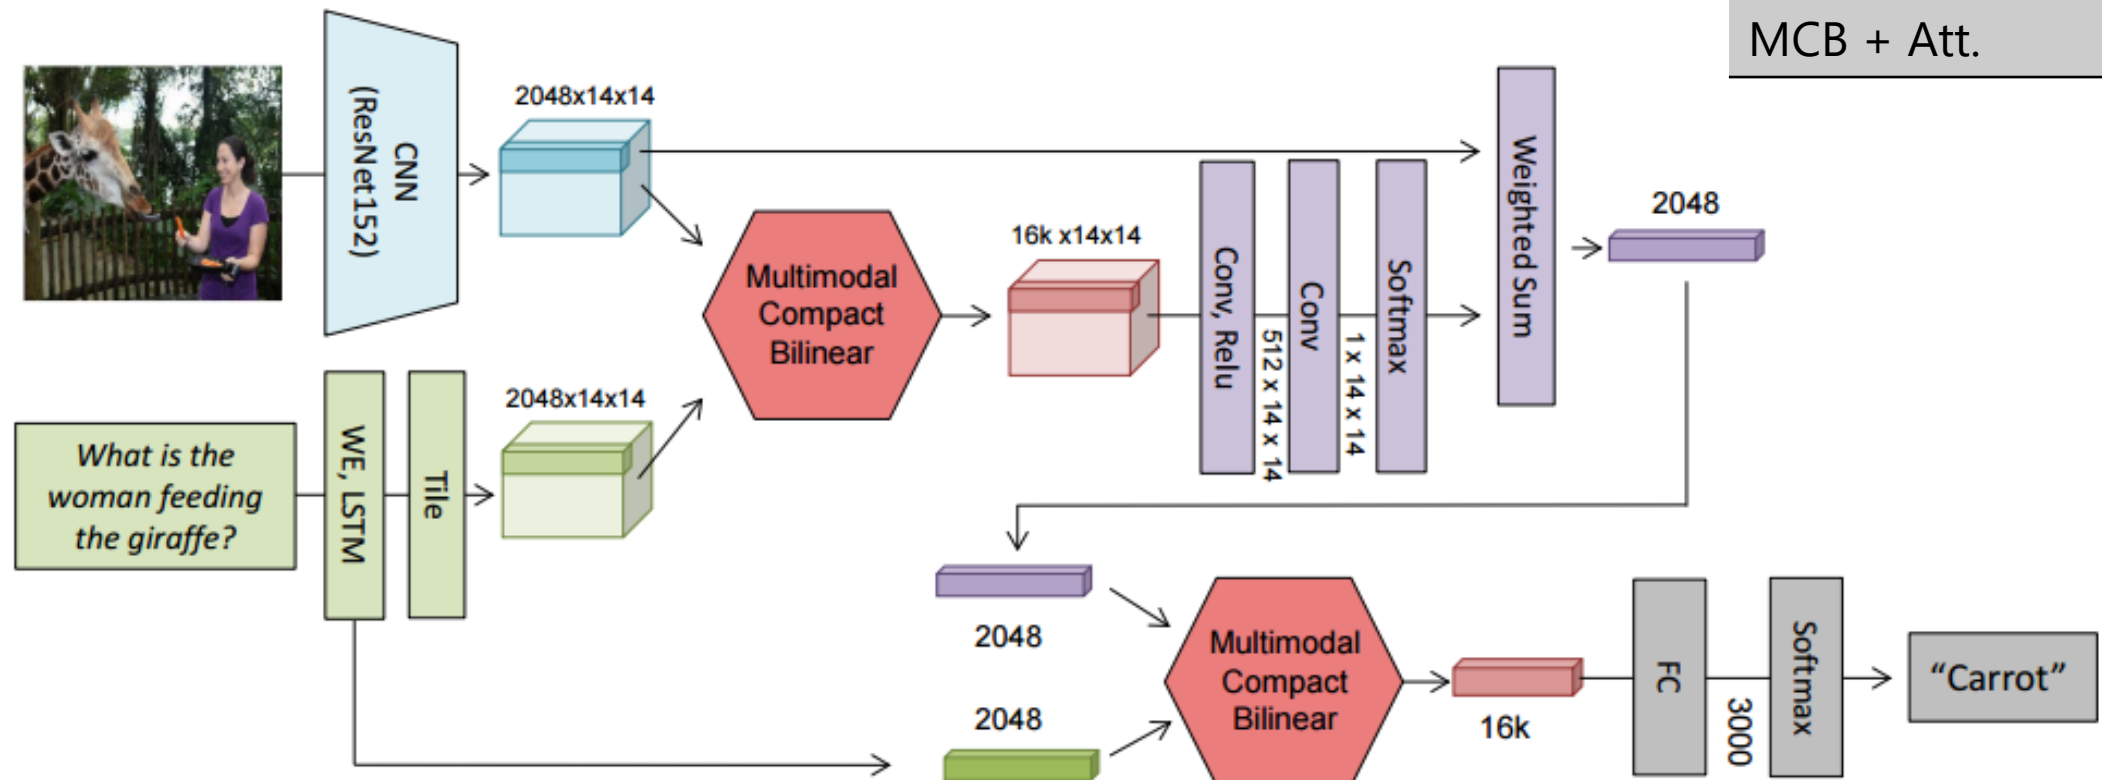 MCB + Att.
CNN
(ResNet152)
2048x14x14
Multimodal
Compact
Bilinear
16k x14x14
Conv, Relu
512 x 14 x 14
Conv
1 x 14 x 14
Softmax
Weighted Sum
2048
What is the
woman feeding
the giraffe?
WE, LSTM
Tile
2048x14x14
2048
2048
Multimodal
Compact
Bilinear
16k
FC
3000
Softmax
“Carrot”